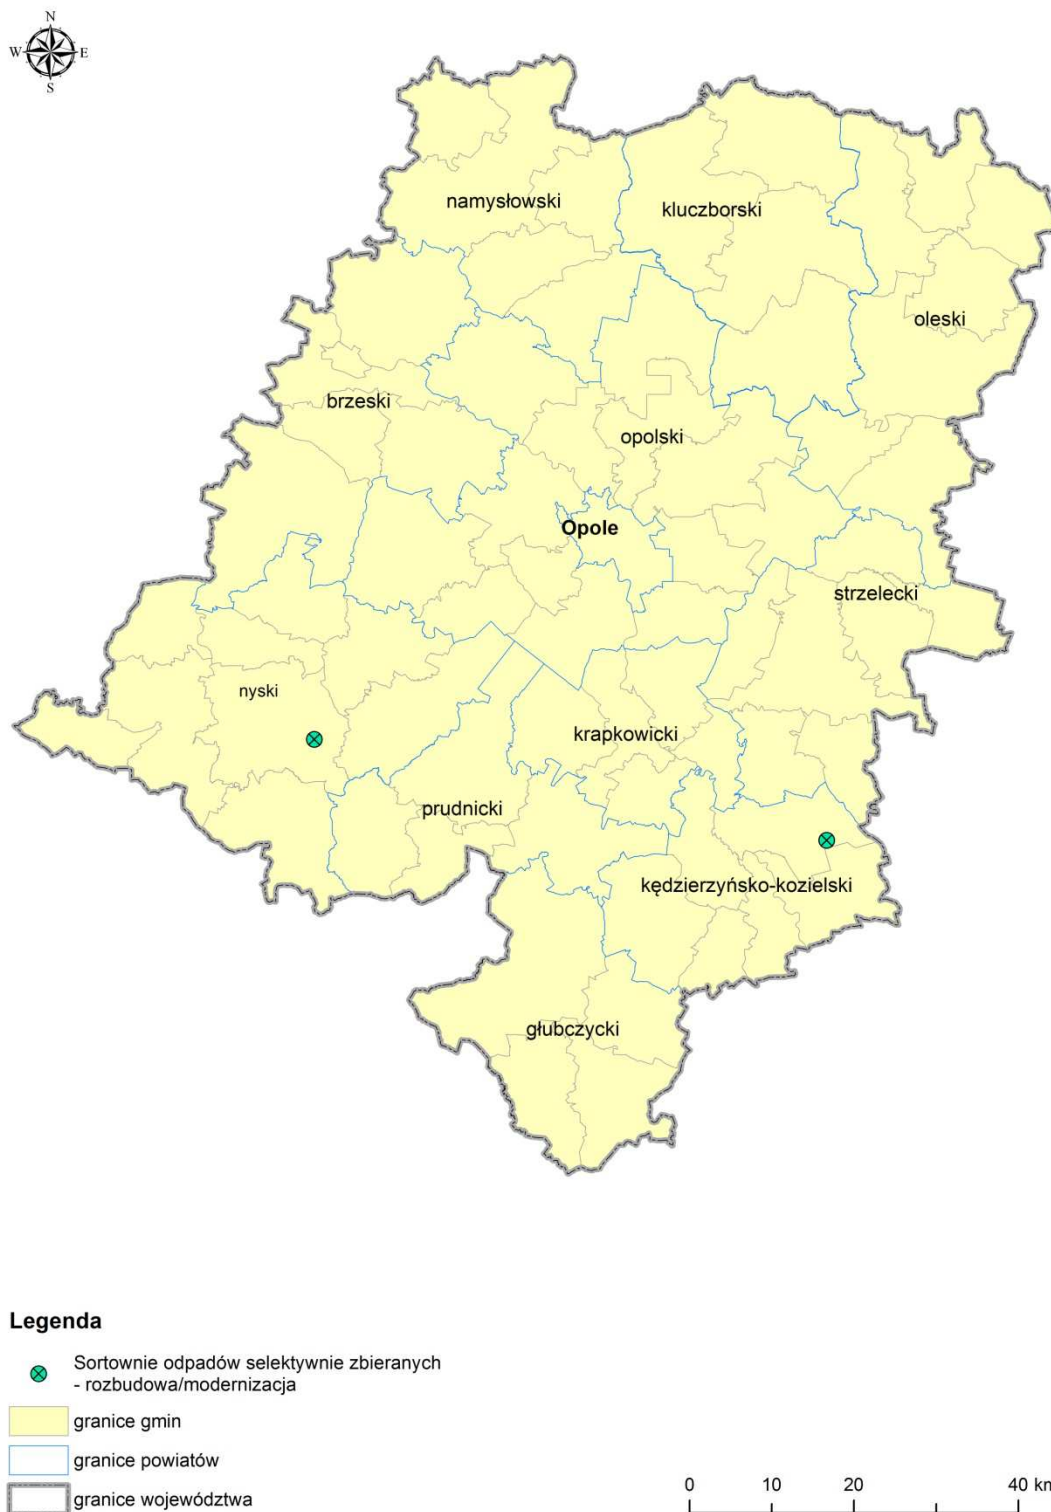 N
W E
S
namysłowski
kluczborski
oleski
brzeski
opolski
Opole
strzelecki
nyski
krapkowicki
prudnicki
kędzierzyńsko-kozielski
głubczycki
Legenda
Sortownie odpadów selektywnie zbieranych
- rozbudowa/modernizacja
granice gmin
granice powiatów
granice województwa
0 10 20 40 km